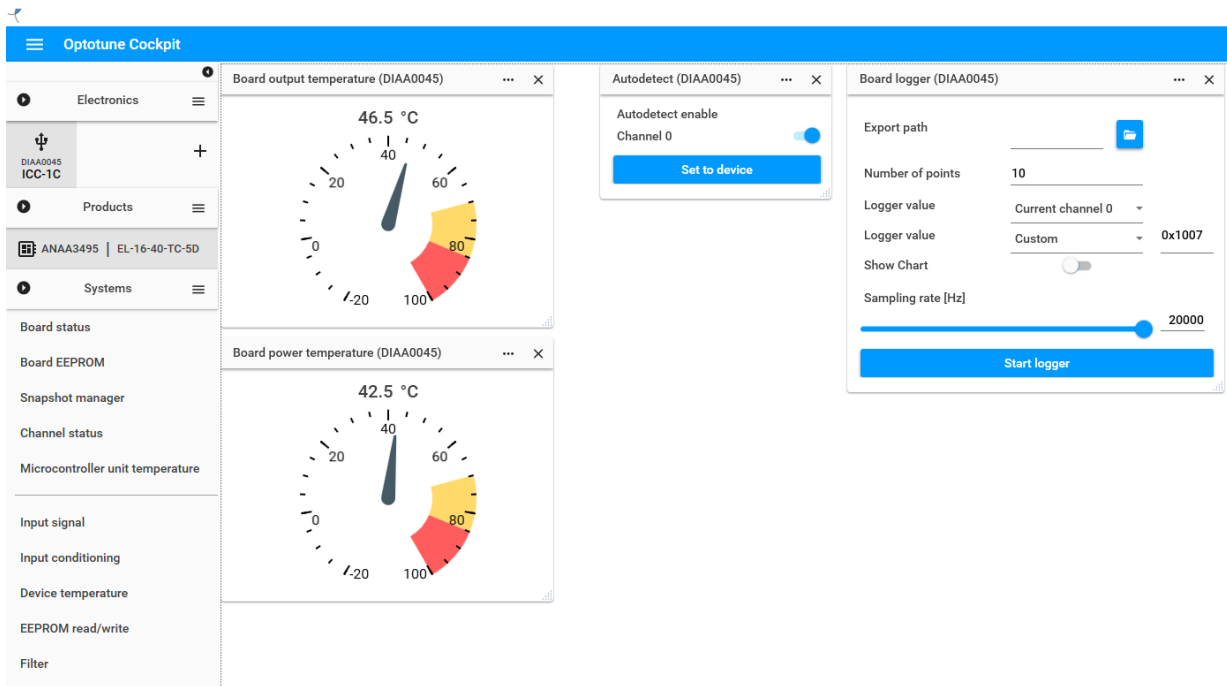 Optotune Cockpit
Electronics
DIAA0045
ICC-1C
Products
ANAA3495 | EL-16-40-TC-5D
Systems
Board status
Board EEPROM
Snapshot manager
Channel status
Microcontroller unit temperature
Input signal
Input conditioning
Device temperature
EEPROM read/write
Filter
Board output temperature (DIAA0045)
46.5 °C
40
20
60
0
80
-20
100
Board power temperature (DIAA0045)
42.5 °C
40
20
60
0
80
-20
100
Autodetect (DIAA0045)
Autodetect enable
Channel 0
Set to device
Board logger (DIAA0045)
Export path
Number of points 10
Logger value Current channel 0
Logger value Custom 0x1007
Show Chart
Sampling rate [Hz]
20000
Start logger